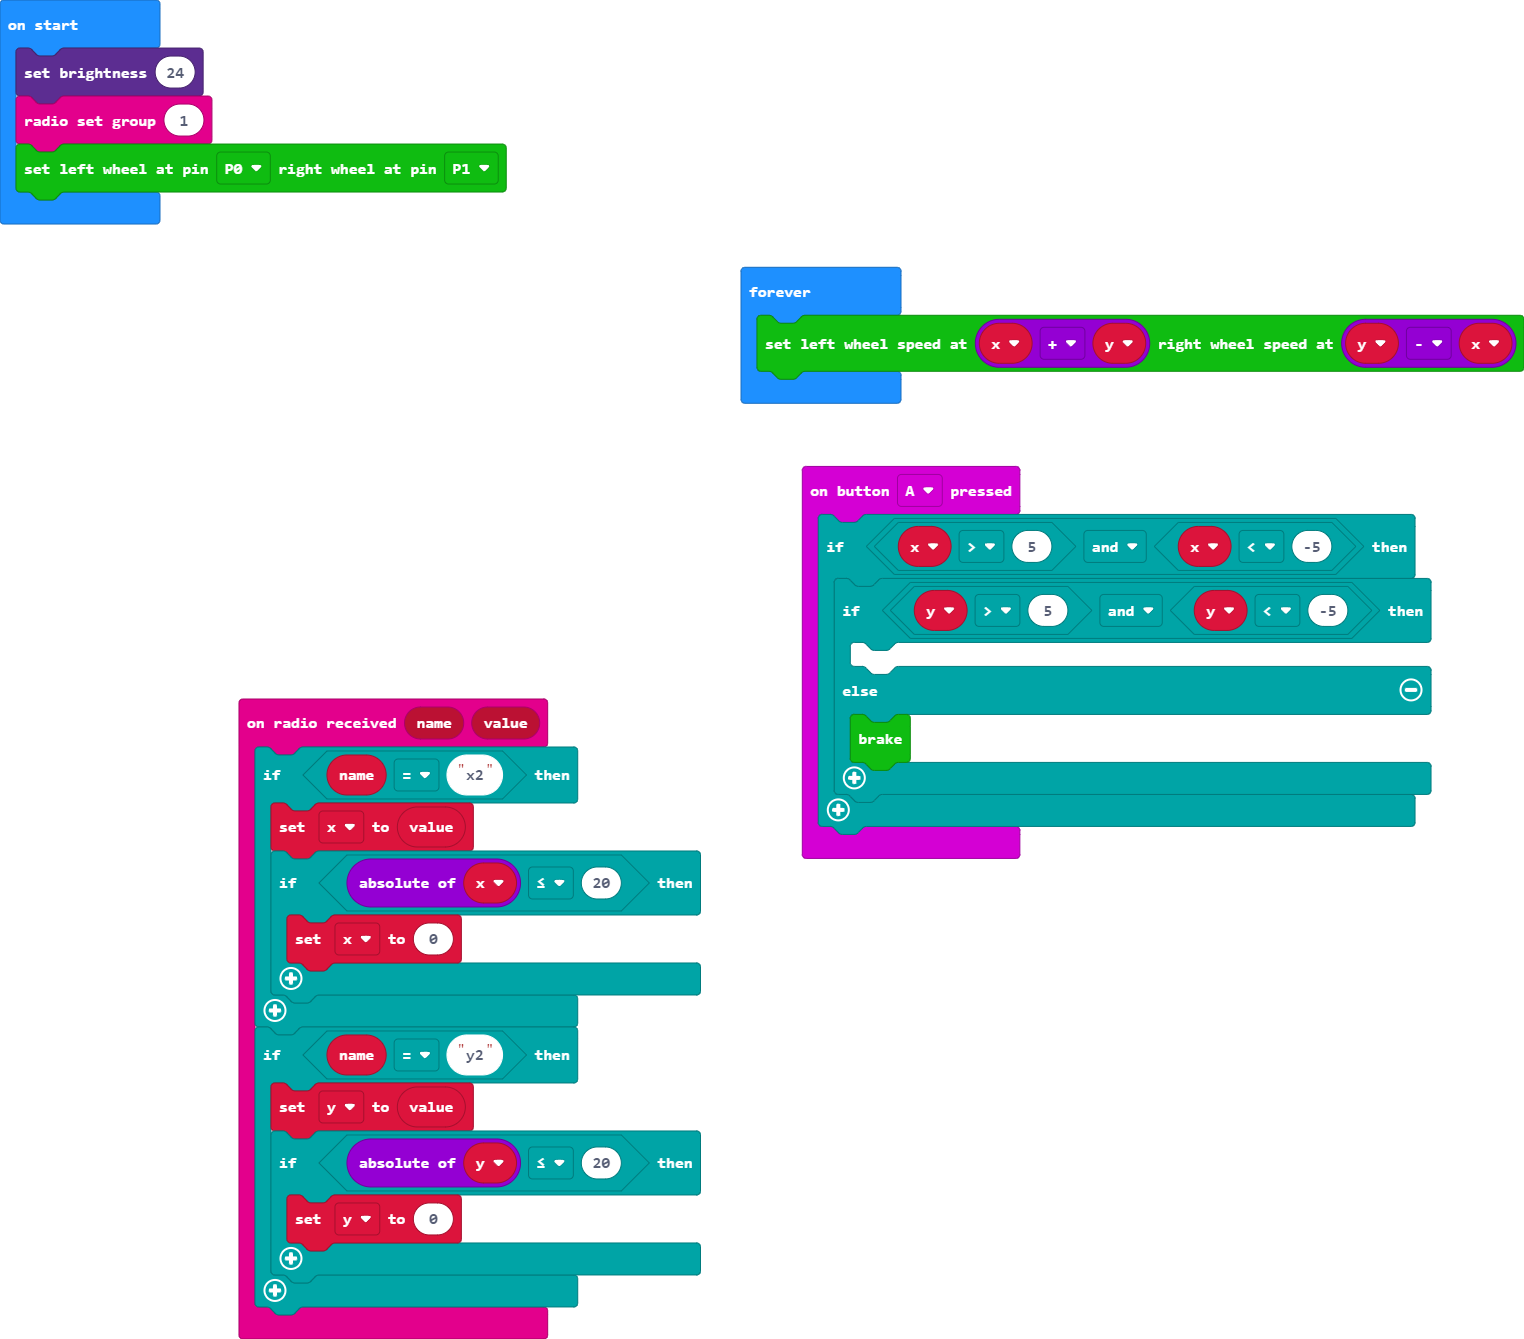 on start
set brightness 24
radio set group 1
set left wheel at pin P0 right wheel at pin P1
forever
set left wheel speed at x + y right wheel speed at y - x
on button A pressed
if x > 5 and x < -5 then
if y > 5 and y < -5 then
else
brake
on radio received name value
if name = "x2" then
set x to value
if absolute of x ≤ 20 then
set x to 0
if name = "y2" then
set y to value
if absolute of y ≤ 20 then
set y to 0